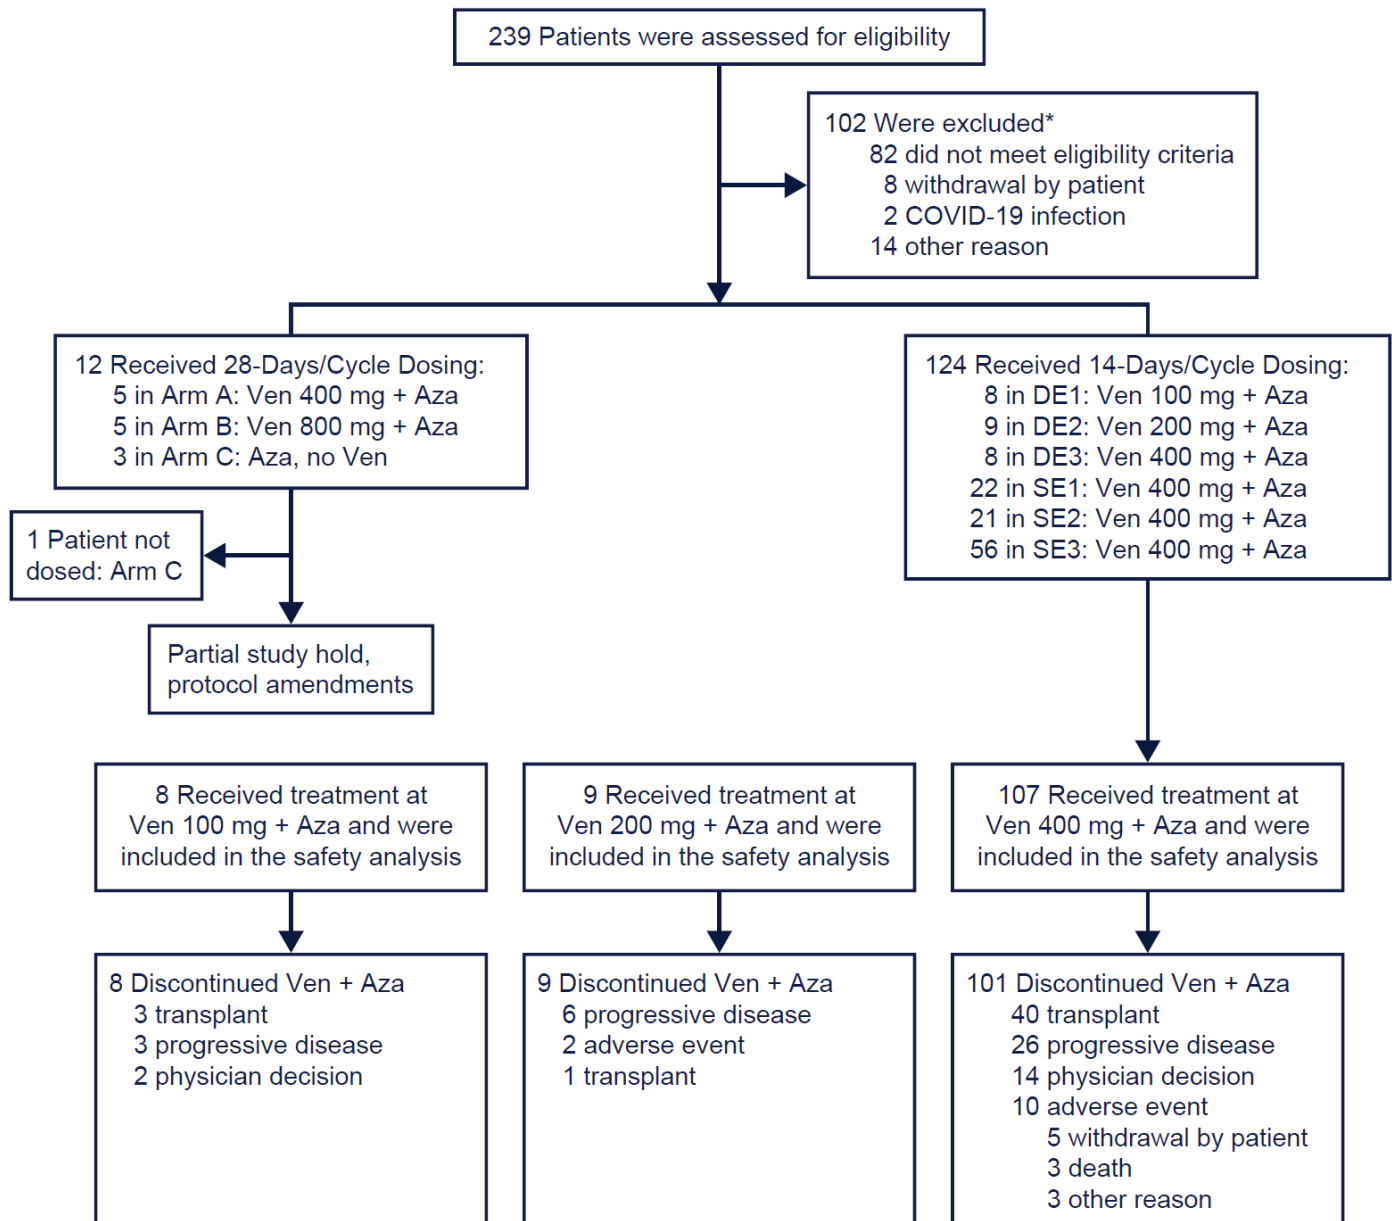 239 Patients were assessed for eligibility
102 Were excluded*
82 did not meet eligibility criteria
8 withdrawal by patient
2 COVID-19 infection
14 other reason
12 Received 28-Days/Cycle Dosing:
5 in Arm A: Ven 400 mg + Aza
5 in Arm B: Ven 800 mg + Aza
3 in Arm C: Aza, no Ven
124 Received 14-Days/Cycle Dosing:
8 in DE1: Ven 100 mg + Aza
9 in DE2: Ven 200 mg + Aza
8 in DE3: Ven 400 mg + Aza
22 in SE1: Ven 400 mg + Aza
21 in SE2: Ven 400 mg + Aza
56 in SE3: Ven 400 mg + Aza
1 Patient not
dosed: Arm C
Partial study hold,
protocol amendments
8 Received treatment at
Ven 100 mg + Aza and were
included in the safety analysis
9 Received treatment at
Ven 200 mg + Aza and were
included in the safety analysis
107 Received treatment at
Ven 400 mg + Aza and were
included in the safety analysis
8 Discontinued Ven + Aza
3 transplant
3 progressive disease
2 physician decision
9 Discontinued Ven + Aza
6 progressive disease
2 adverse event
1 transplant
101 Discontinued Ven + Aza
40 transplant
26 progressive disease
14 physician decision
10 adverse event
5 withdrawal by patient
3 death
3 other reason